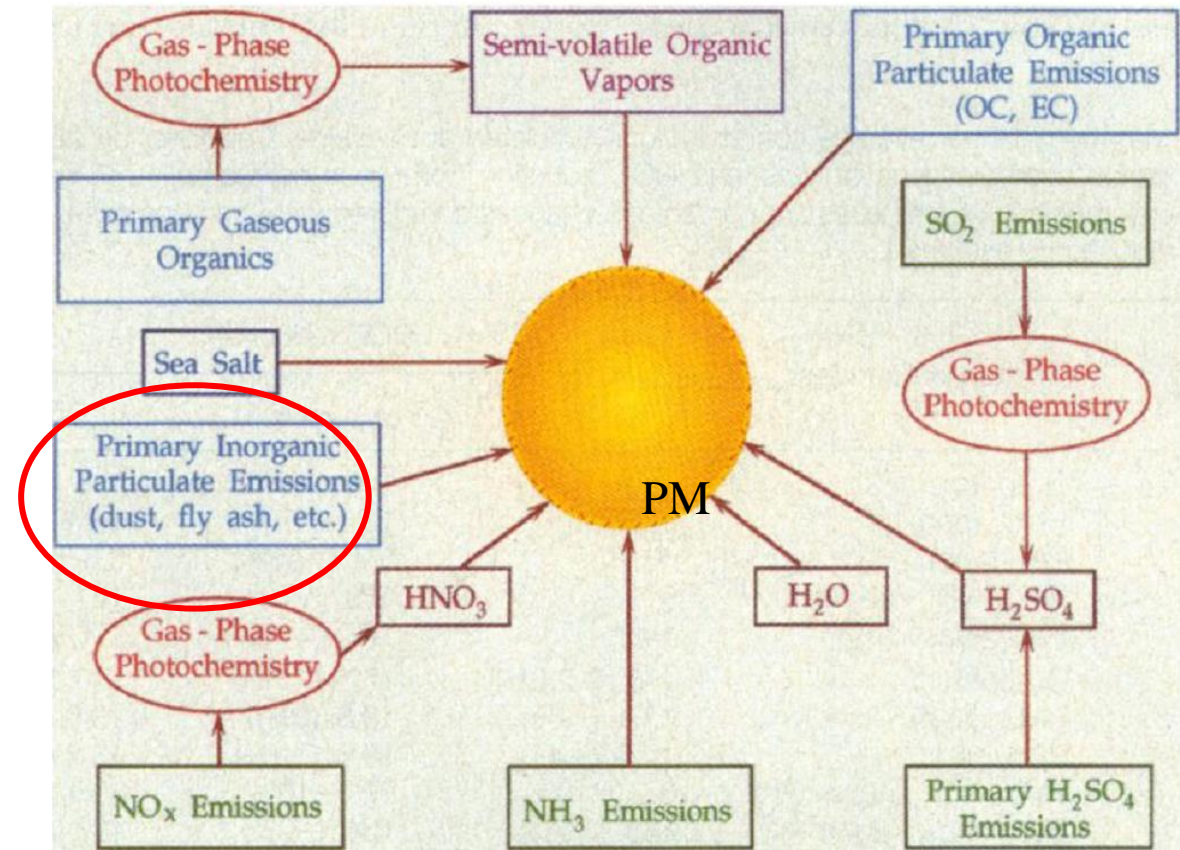 Gas - Phase
Photochemistry
Semi-volatile Organic
Vapors
Primary Organic
Particulate Emissions
(OC, EC)
Primary Gaseous
Organics
SO₂ Emissions
Sea Salt
Gas - Phase
Photochemistry
Primary Inorganic
Particulate Emissions
(dust, fly ash, etc.)
PM
HNO₃
H₂O
H₂SO₄
Gas - Phase
Photochemistry
NOₓ Emissions
NH₃ Emissions
Primary H₂SO₄
Emissions